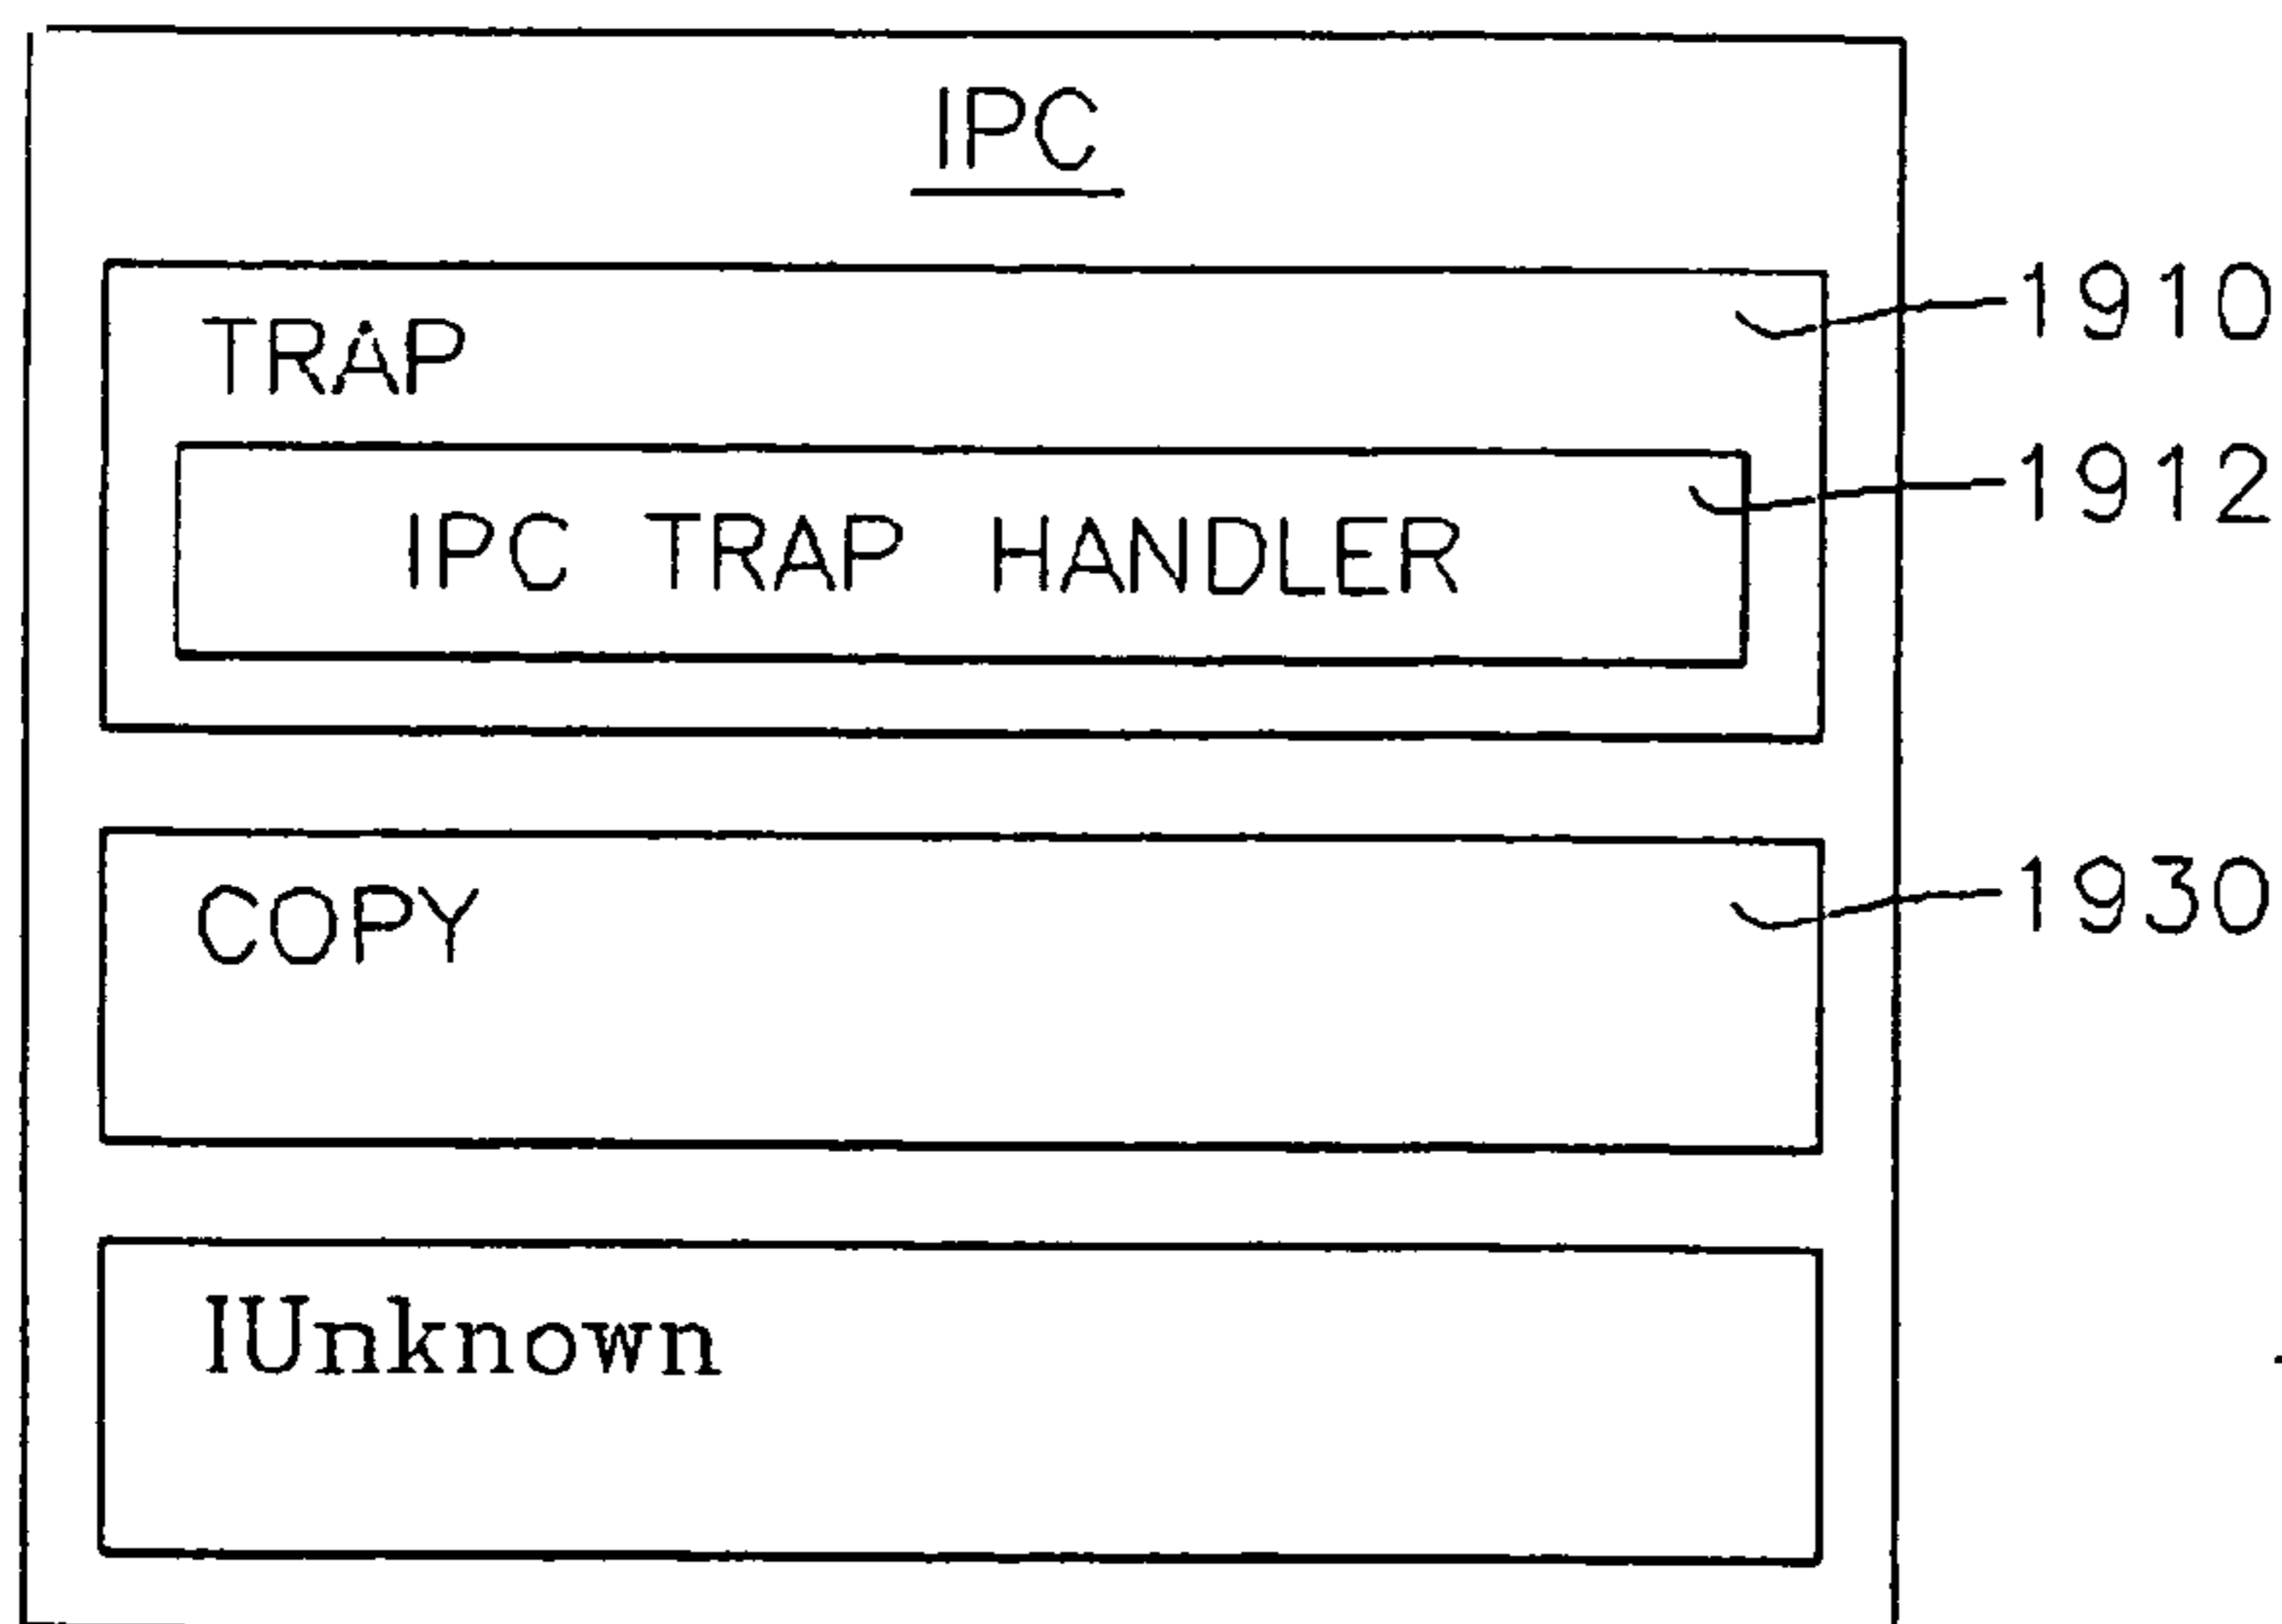 IPC
TRAP
1910
IPC TRAP HANDLER
1912
COPY
1930
IUnknown